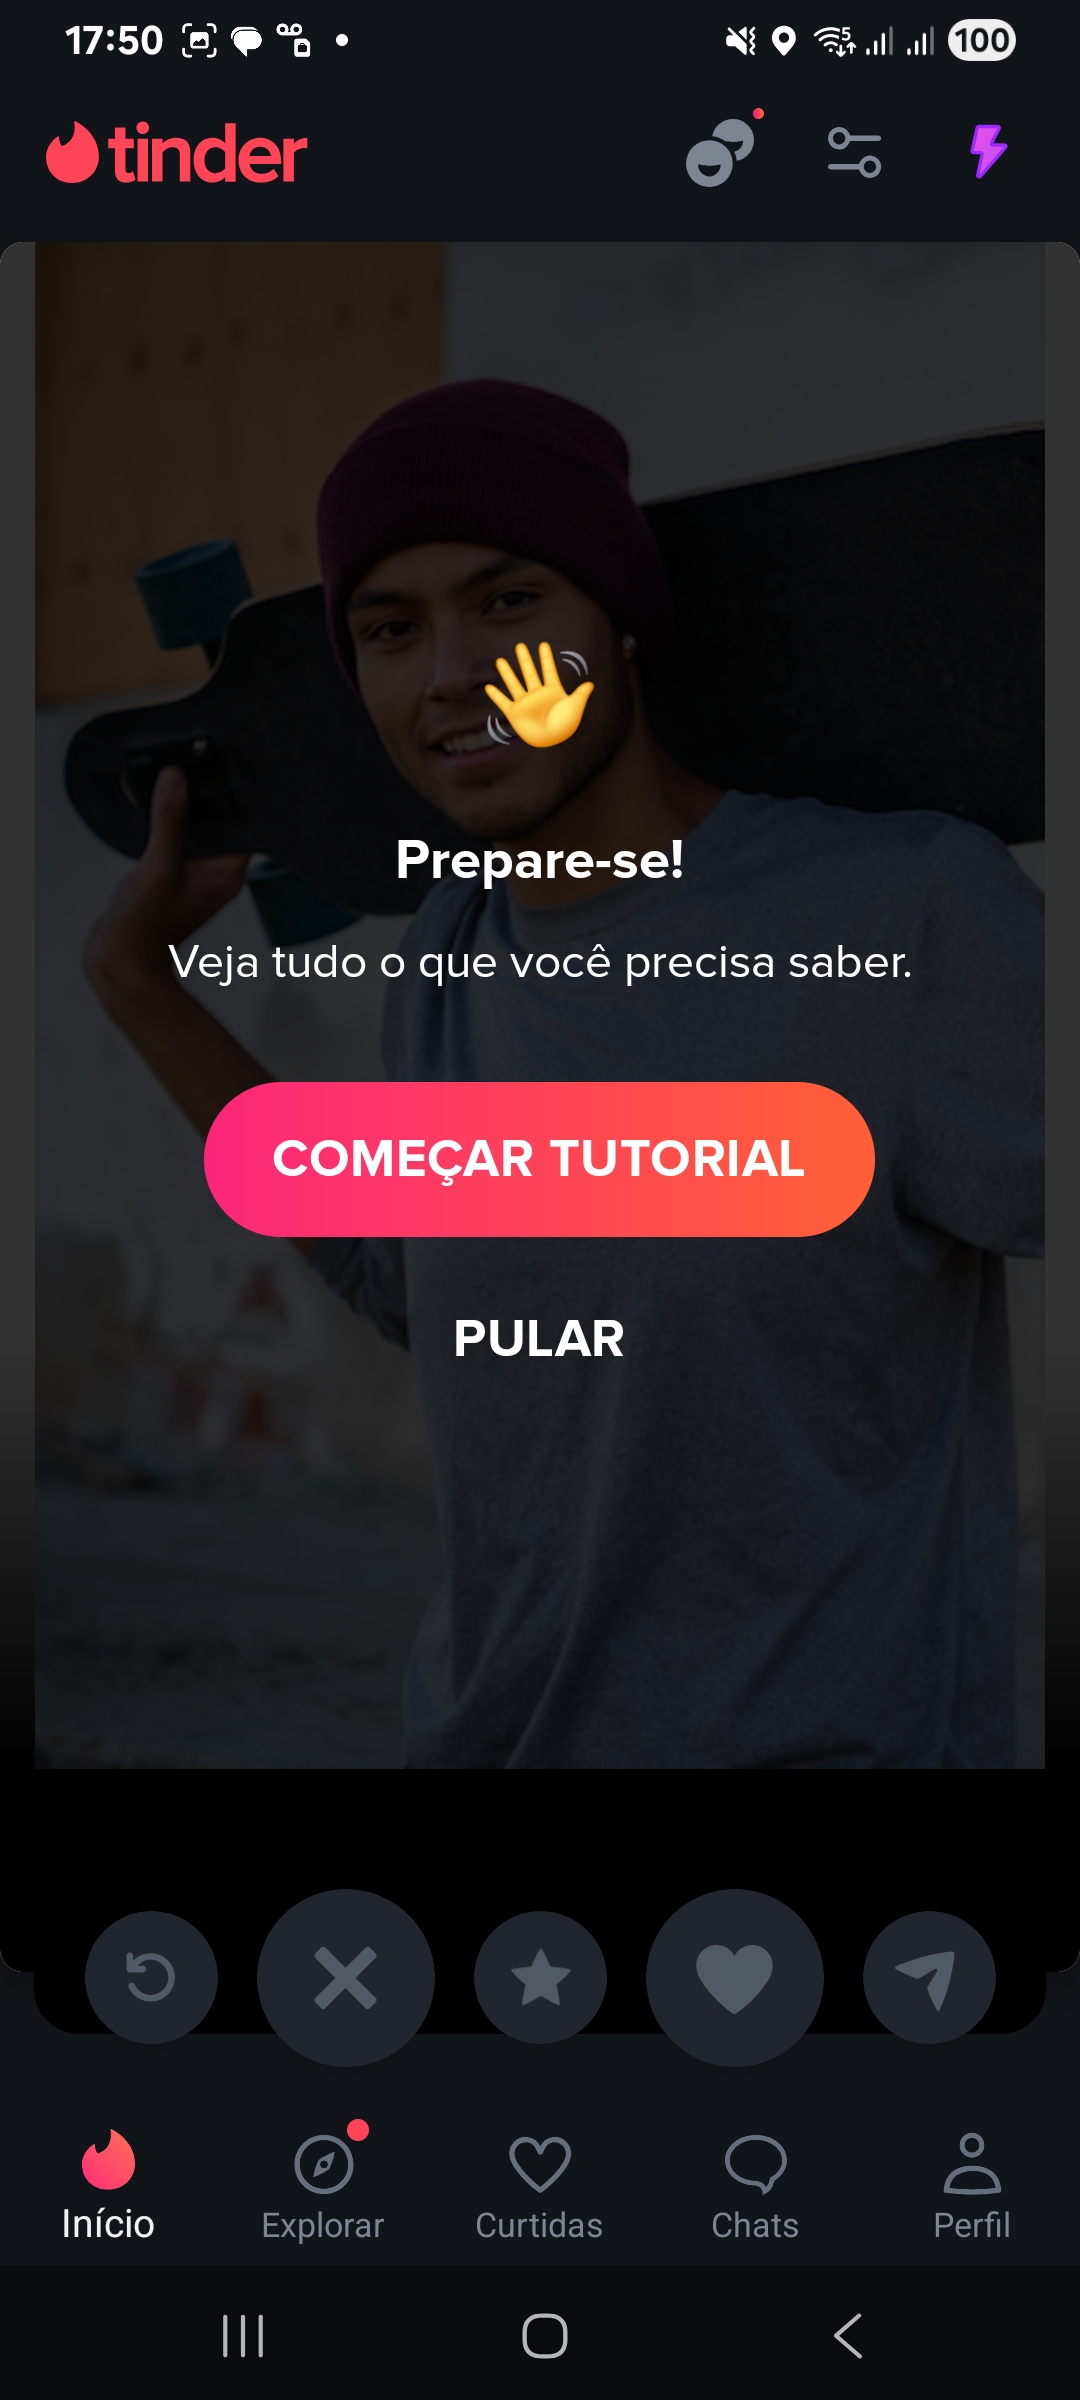 17:50
5
100
tinder
Prepare-se!
Veja tudo o que você precisa saber.
COMEÇAR TUTORIAL
PULAR
Início
Explorar
Curtidas
Chats
Perfil